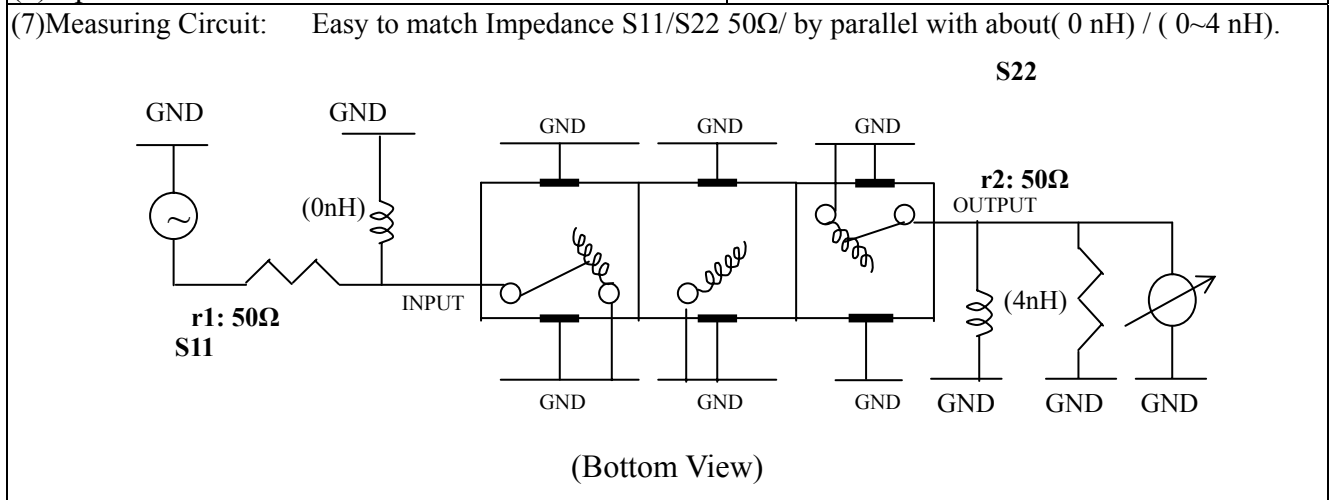 (7)Measuring Circuit: Easy to match Impedance S11/S22 50Ω/ by parallel with about( 0 nH) / ( 0~4 nH).
S22
GND GND GND GND GND
r2: 50Ω
(0nH) OUTPUT
~
INPUT (4nH)
r1: 50Ω
S11
GND GND GND GND GND GND
(Bottom View)